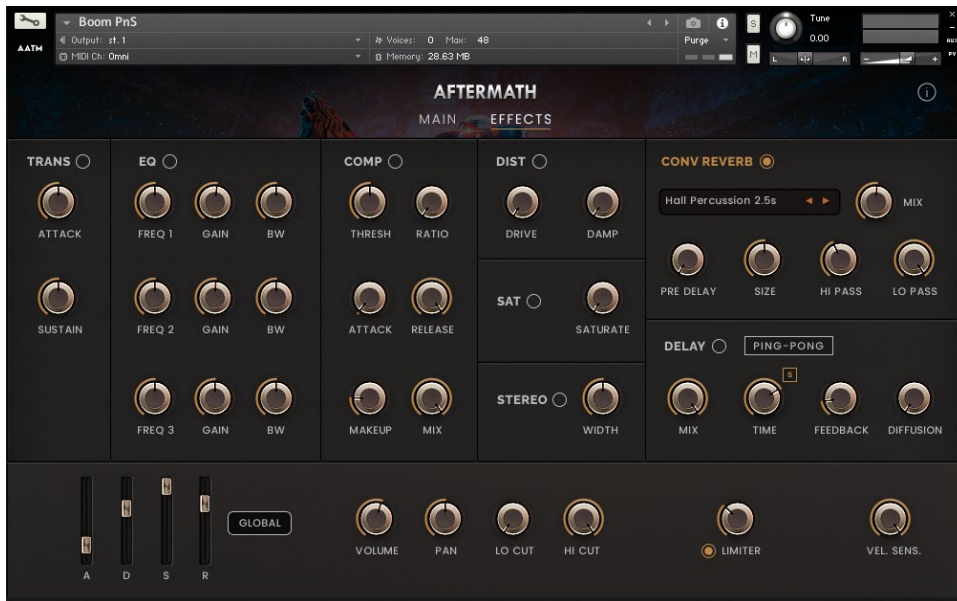 Boom PnS
Output: st. 1
Voices: 0 Max: 48
Purge
MIDI Ch: Omni
Memory: 28.63 MB
S
M
Tune
0.00
L R
- +
AUX
PV
AATM
AFTERMATH
MAIN EFFECTS
TRANS
ATTACK
SUSTAIN
EQ
FREQ 1 GAIN BW
FREQ 2 GAIN BW
FREQ 3 GAIN BW
COMP
THRESH RATIO
ATTACK RELEASE
MAKEUP MIX
DIST
DRIVE DAMP
SAT
SATURATE
STEREO
WIDTH
CONV REVERB
Hall Percussion 2.5s
MIX
PRE DELAY SIZE HI PASS LO PASS
DELAY PING-PONG
S
MIX TIME FEEDBACK DIFFUSION
GLOBAL
A D S R
VOLUME PAN LO CUT HI CUT
LIMITER
VEL. SENS.